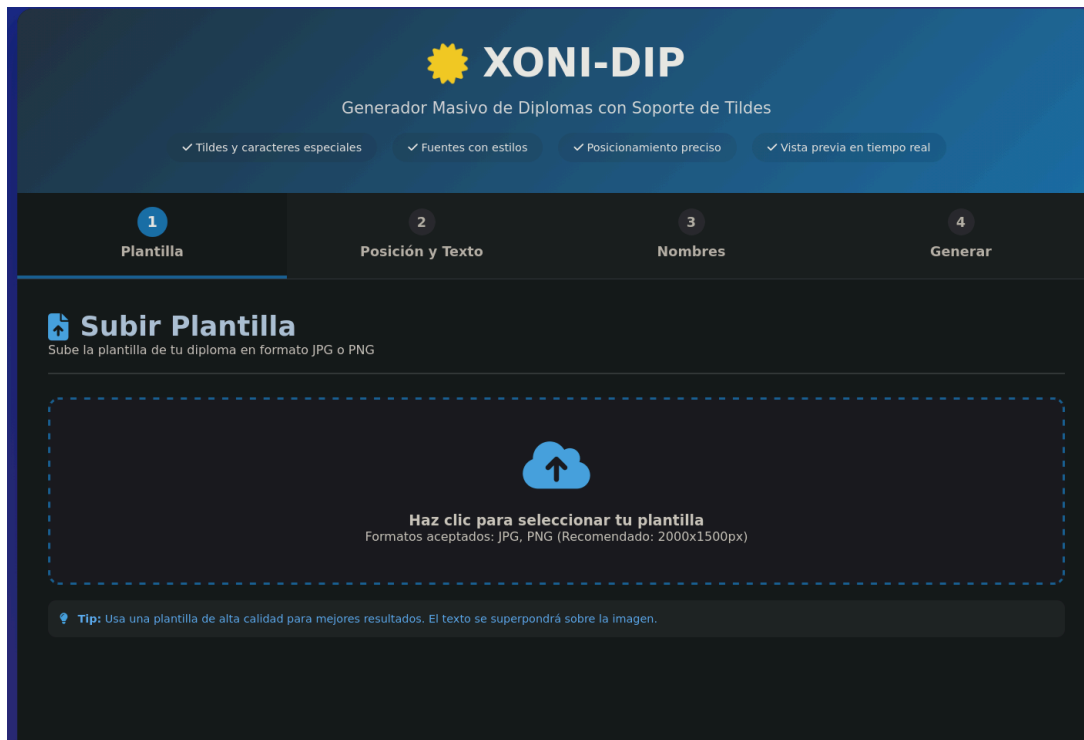 XONI-DIP
Generador Masivo de Diplomas con Soporte de Tildes
Tildes y caracteres especiales
Fuentes con estilos
Posicionamiento preciso
Vista previa en tiempo real
1
Plantilla
2
Posición y Texto
3
Nombres
4
Generar
Subir Plantilla
Sube la plantilla de tu diploma en formato JPG o PNG
Haz clic para seleccionar tu plantilla
Formatos aceptados: JPG, PNG (Recomendado: 2000x1500px)
Tip: Usa una plantilla de alta calidad para mejores resultados. El texto se superpondrá sobre la imagen.